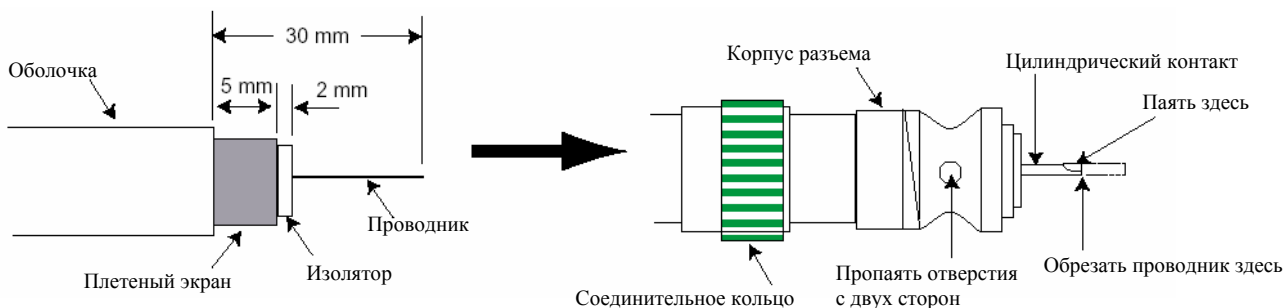 30 mm
Оболочка
5 mm
2 mm
Проводник
Плетеный экран
Изолятор
Корпус разъема
Цилиндрический контакт
Паять здесь
Обрезать проводник здесь
Пропаять отверстия
с двух сторон
Соединительное кольцо